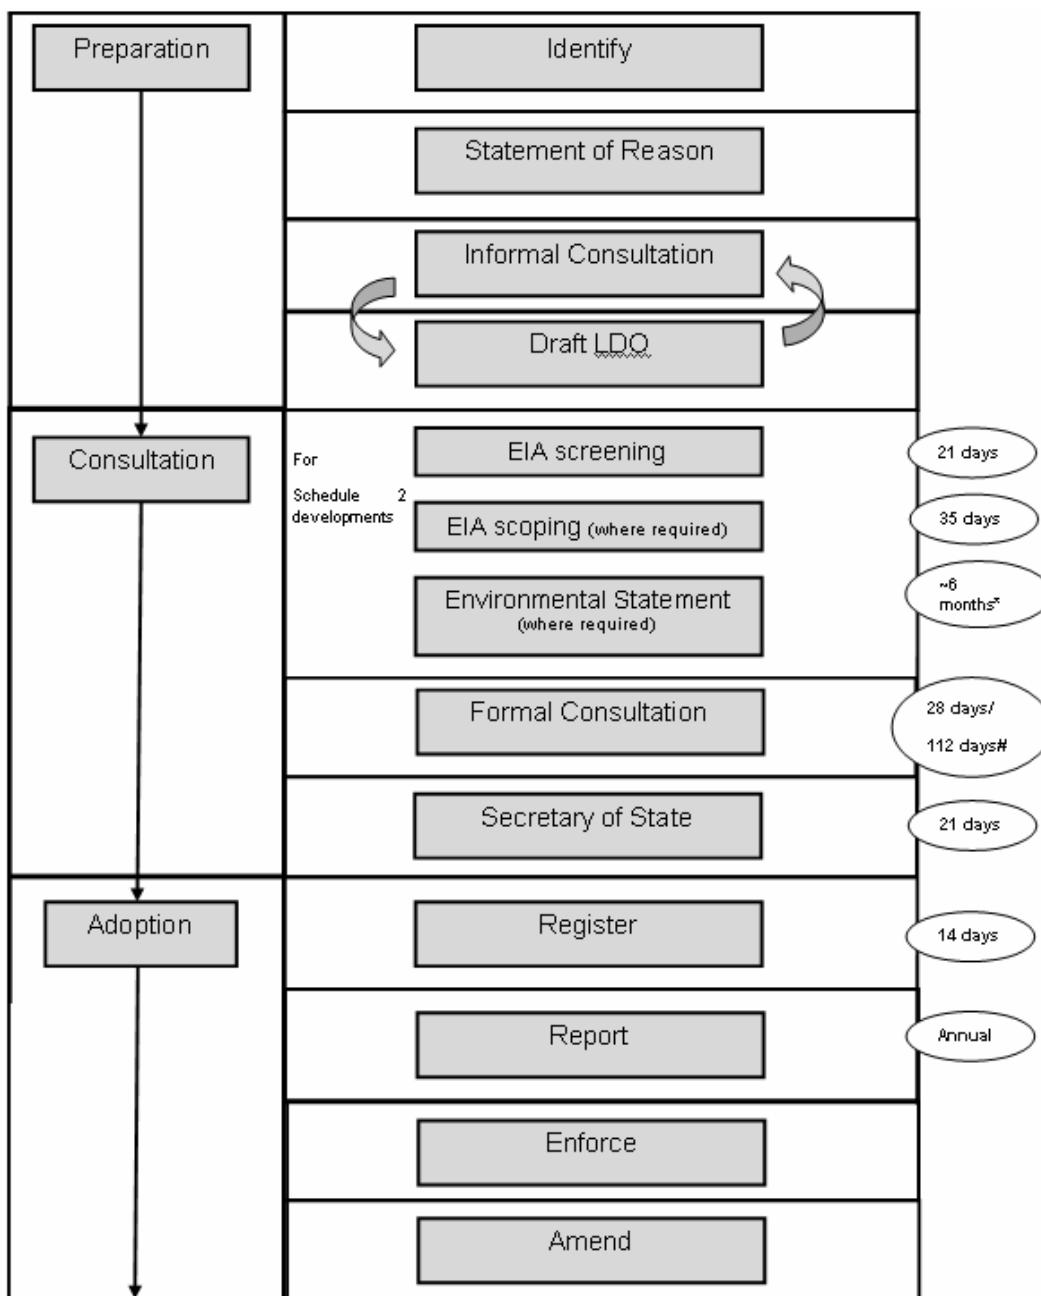 Preparation
Identify
Statement of Reason
Informal Consultation
Draft LDO
Consultation
For
Schedule 2
developments
EIA screening
21 days
EIA scoping (where required)
35 days
Environmental Statement
(where required)
~6
months*
Formal Consultation
28 days/
112 days#
Secretary of State
21 days
Adoption
Register
14 days
Report
Annual
Enforce
Amend